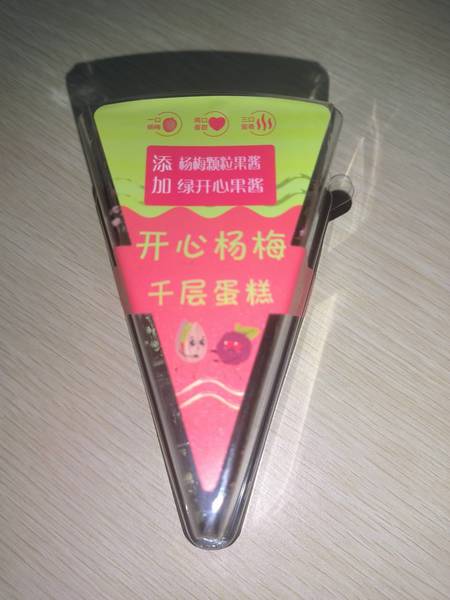 添 杨梅颗粒果酱
加 绿开心果酱
开心杨梅
千层蛋糕